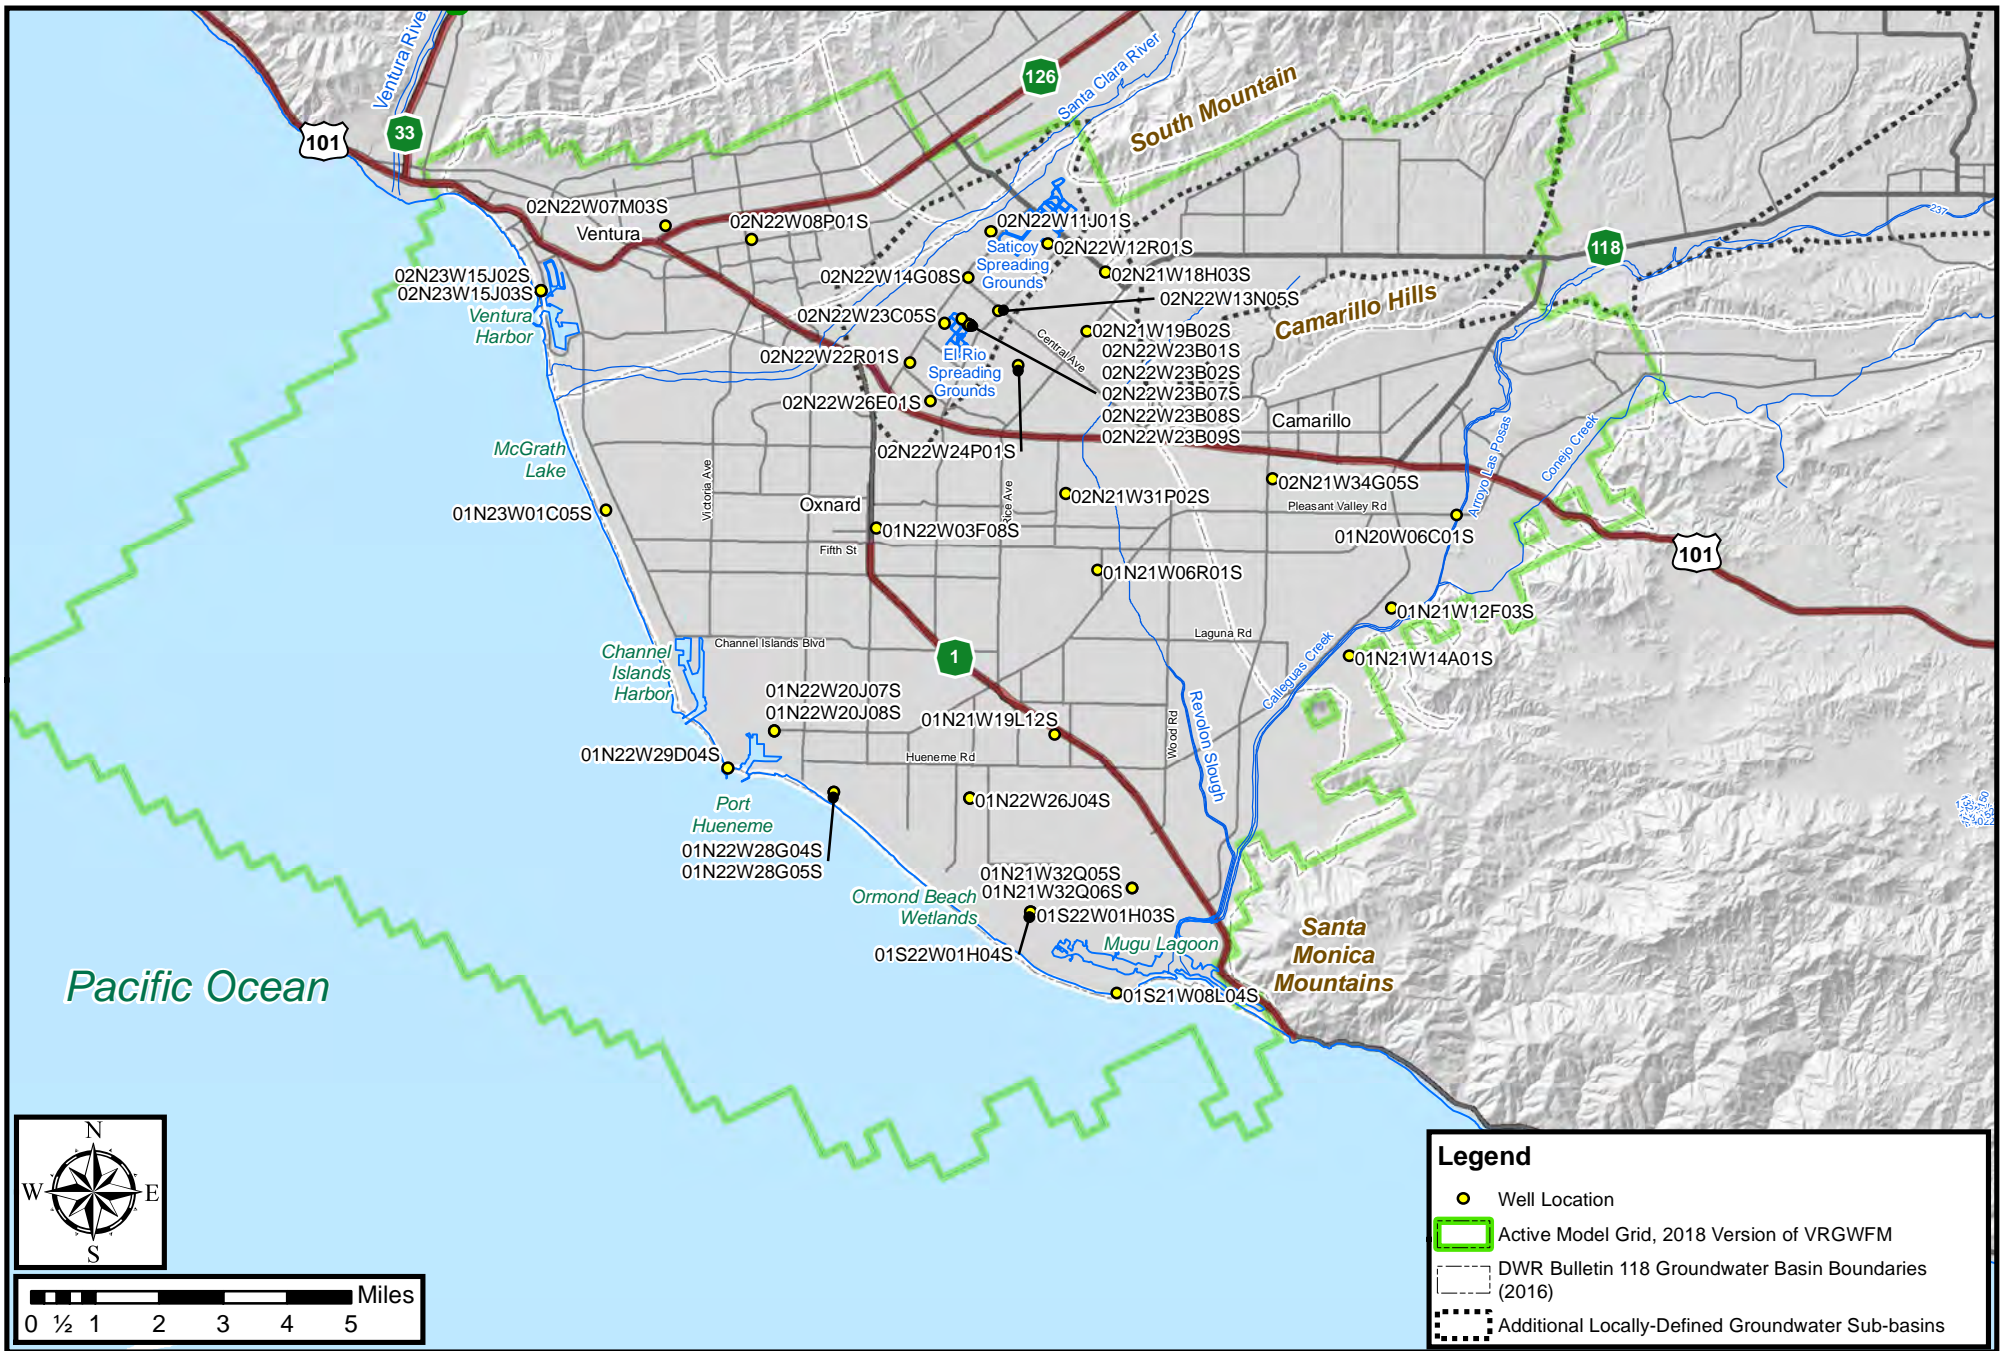 Ventura River
Santa Clara River
126
33
101
South Mountain
02N22W07M03S
Ventura
02N22W08P01S
02N22W11J01S
Saticoy
Spreading
Grounds
02N22W12R01S
237
118
02N23W15J02S
02N23W15J03S
Ventura
Harbor
02N22W14G08S
02N21W18H03S
02N22W13N05S
Camarillo Hills
02N22W23C05S
Central Ave
02N21W19B02S
02N22W22R01S
El Rio
Spreading
Grounds
02N22W23B01S
02N22W23B02S
02N22W23B07S
02N22W23B08S
02N22W23B09S
02N22W26E01S
Camarillo
02N22W24P01S
McGrath
Lake
Victoria Ave
Rice Ave
Arroyo Las Posas
Conejo Creek
02N21W34G05S
02N21W31P02S
Pleasant Valley Rd
01N23W01C05S
Oxnard
01N22W03F08S
01N20W06C01S
Fifth St
101
01N21W06R01S
01N21W12F03S
Channel Islands Blvd
Laguna Rd
Channel
Islands
Harbor
1
01N21W14A01S
Calleguas Creek
01N22W20J07S
01N22W20J08S
01N21W19L12S
Wood Rd
Revolon Slough
01N22W29D04S
Hueneme Rd
Port
Hueneme
01N22W26J04S
01N22W28G04S
01N22W28G05S
01N21W32Q05S
01N21W32Q06S
Ormond Beach
Wetlands
01S22W01H03S
01S22W01H04S
Mugu Lagoon
Santa
Monica
Mountains
Pacific Ocean
01S21W08L04S
N
W
E
S
Miles
0 ½ 1 2 3 4 5
Legend
Well Location
Active Model Grid, 2018 Version of VRGWFM
DWR Bulletin 118 Groundwater Basin Boundaries
(2016)
Additional Locally-Defined Groundwater Sub-basins